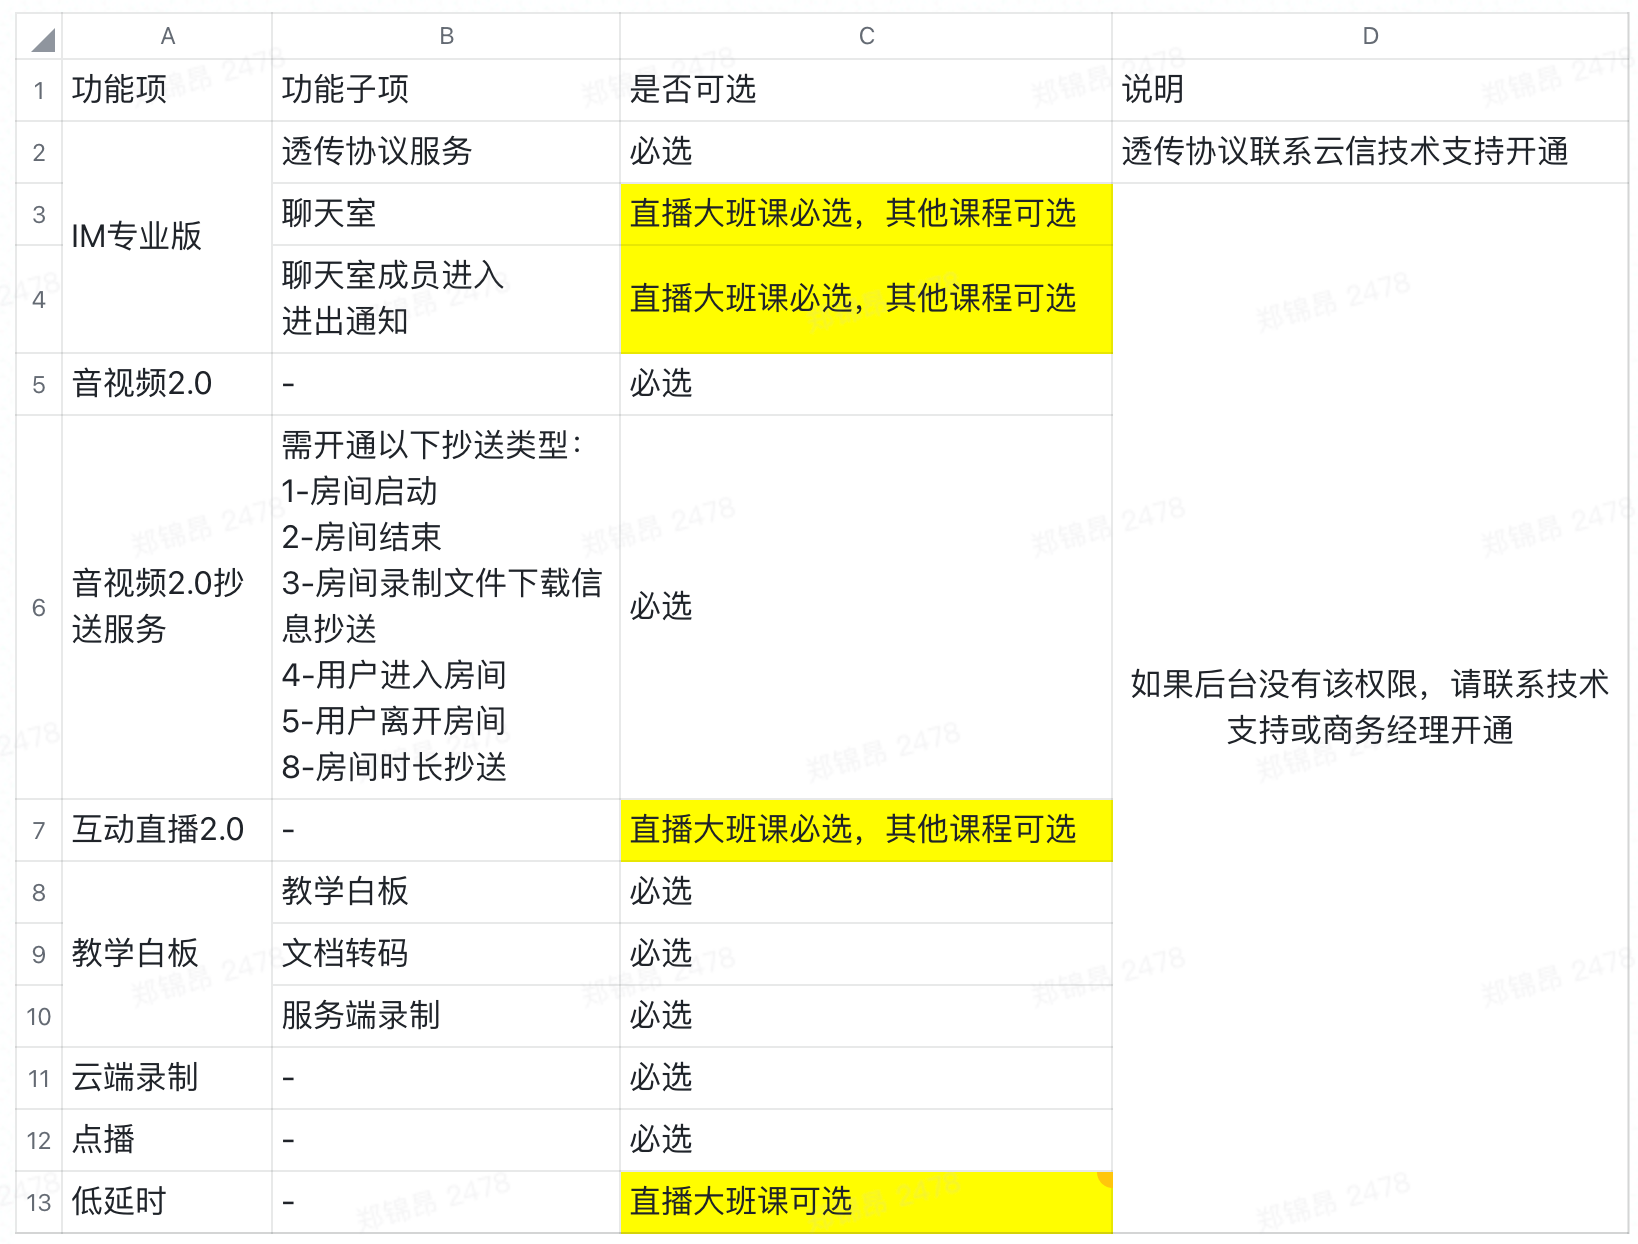 A B C D
1 功能项 功能子项 是否可选 说明
2 透传协议服务 必选 透传协议联系云信技术支持开通
3 聊天室 直播大班课必选，其他课程可选
IM专业版
4 聊天室成员进入
进出通知
直播大班课必选，其他课程可选
5 音视频2.0 - 必选
6 音视频2.0抄
送服务
需开通以下抄送类型：
1-房间启动
2-房间结束
3-房间录制文件下载信
息抄送
4-用户进入房间
5-用户离开房间
8-房间时长抄送
必选
如果后台没有该权限，请联系技术
支持或商务经理开通
7 互动直播2.0 - 直播大班课必选，其他课程可选
8 教学白板 必选
9 教学白板 文档转码 必选
10 服务端录制 必选
11 云端录制 - 必选
12 点播 - 必选
13 低延时 - 直播大班课可选
郑锦昂 2478